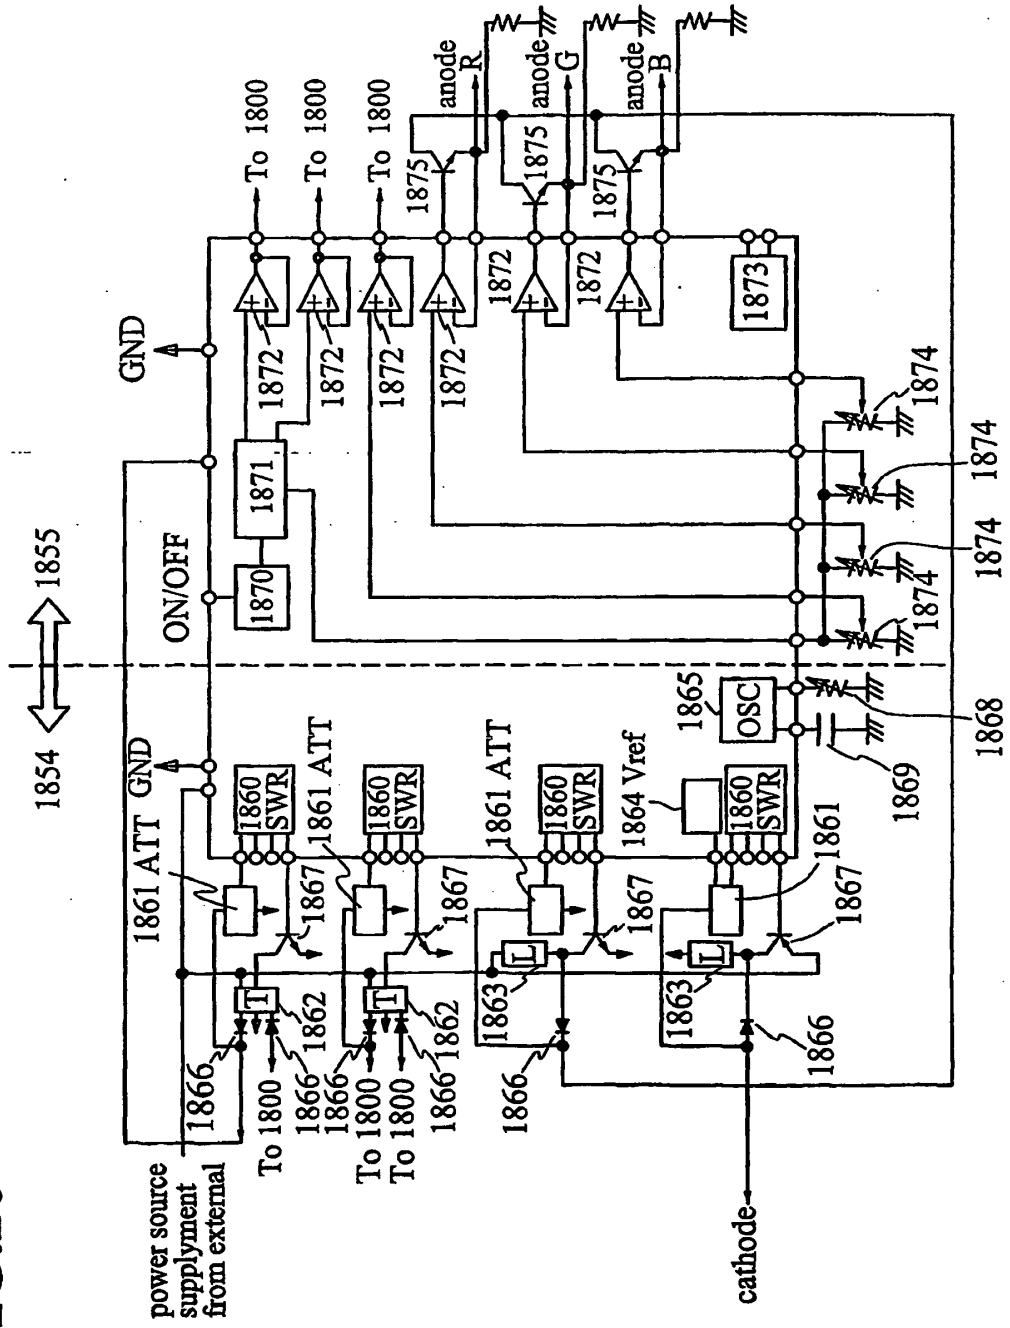 1854
1855
GND
ON/OFF
GND
To 1800
To 1800
To 1800
anode
R
anode
G
anode
B
1861 ATT
1860
SWR
1867
1870
1871
1872
1872
1872
1872
1872
1872
1875
1875
1875
1873
power source
supplyment
from external
1866
T
1862
1866
To 1800
1861 ATT
1860
SWR
1867
1866
T
1862
1866
To 1800
To 1800
1861 ATT
1860
SWR
1867
L
1863
1866
1864 Vref
1860
SWR
1861
1867
L
1863
1866
cathode
1865
OSC
1869
1868
1874
1874
1874
1874